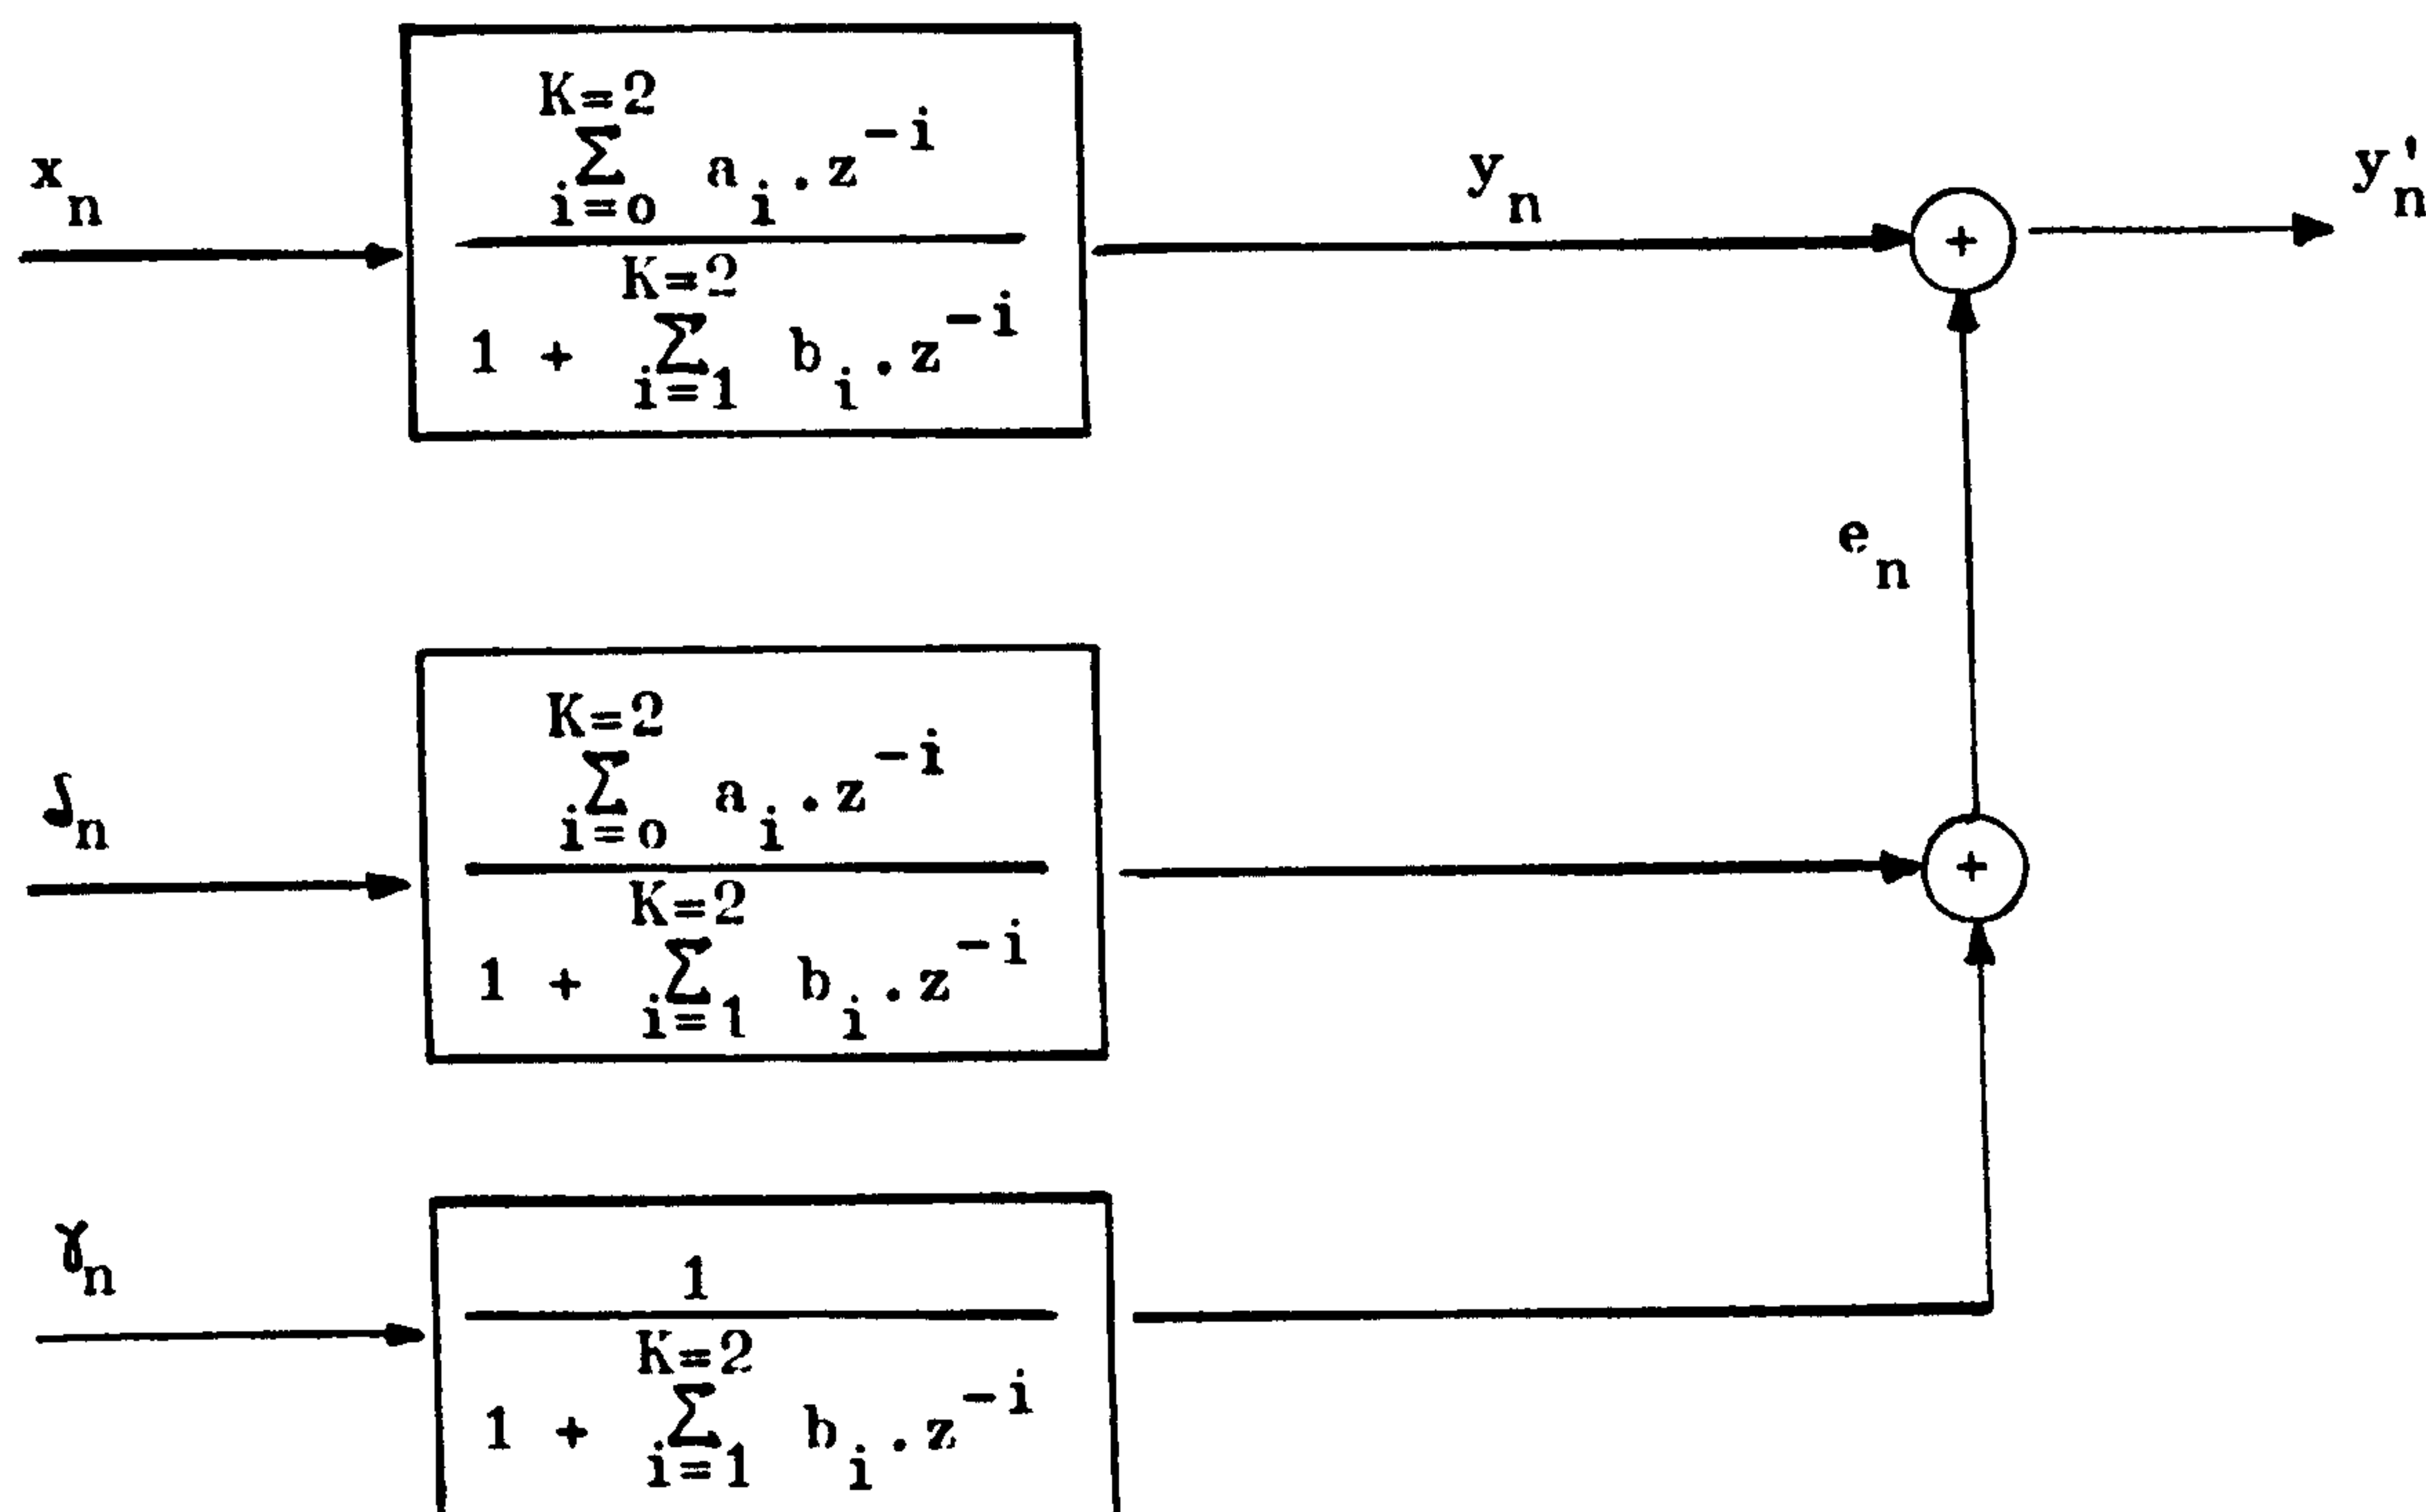 x_n
K=2
Σ a_i . z^-i
i=o
K=2
1 + Σ b_i . z^-i
i=1
y_n
+
y'_n
e_n
δ_n
K=2
Σ a_i . z^-i
i=o
K=2
1 + Σ b_i . z^-i
i=1
+
γ_n
1
K=2
1 + Σ b_i . z^-i
i=1